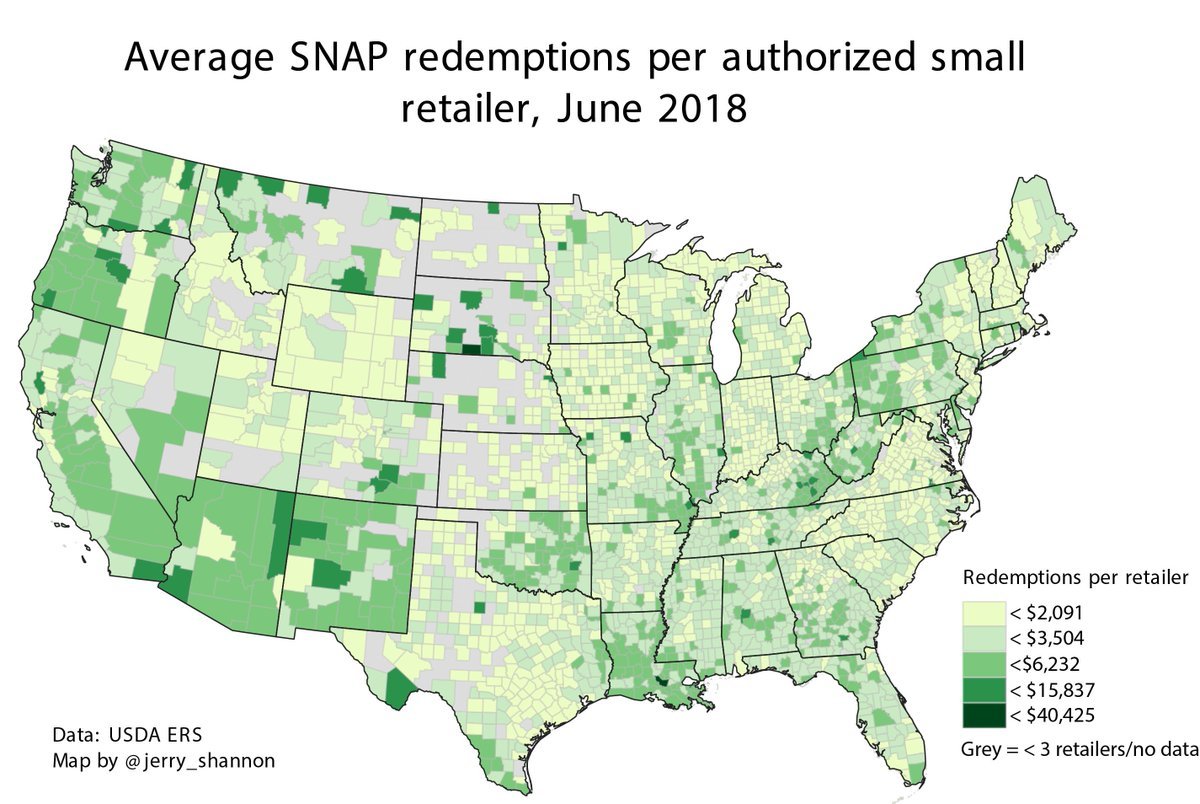 Average SNAP redemptions per authorized small
retailer, June 2018
Redemptions per retailer
< $2,091
< $3,504
<$6,232
< $15,837
< $40,425
Grey = < 3 retailers/no data
Data: USDA ERS
Map by @jerry_shannon